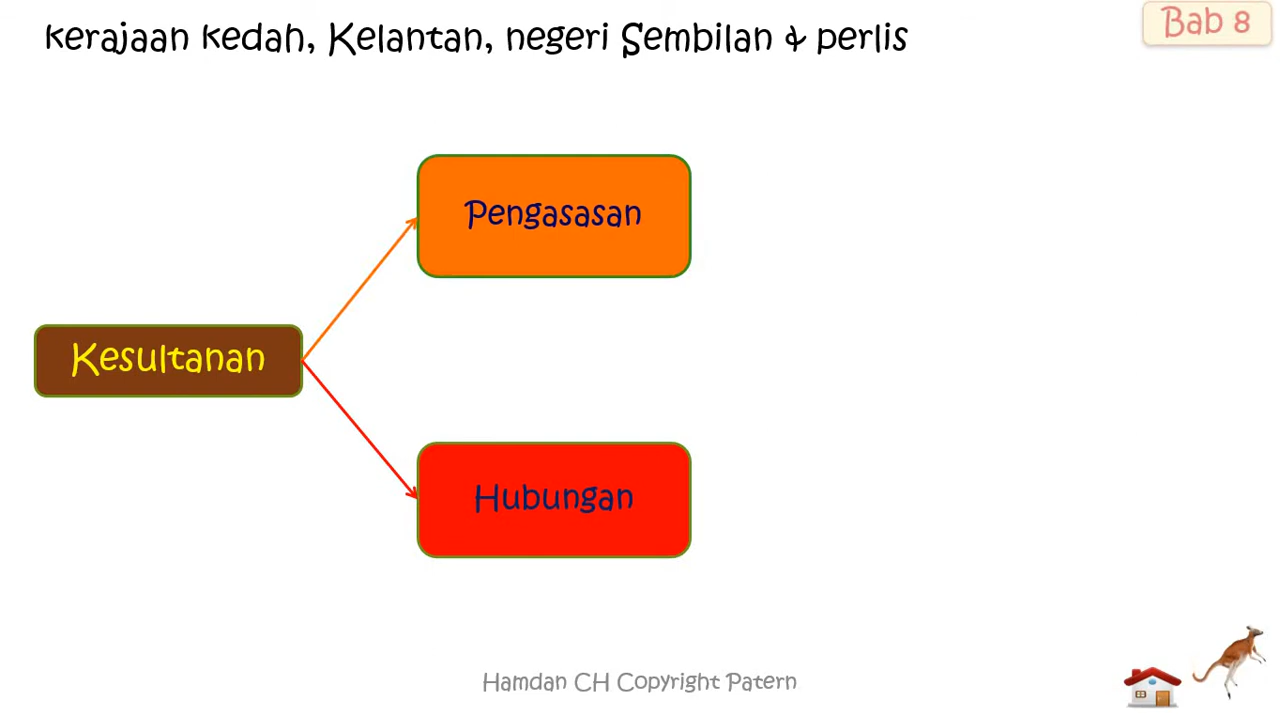 kerajaan kedah, Kelantan, negeri Sembilan & perlis
Bab 8
Pengasasan
Kesultanan
Hubungan
Hamdan CH Copyright Patern